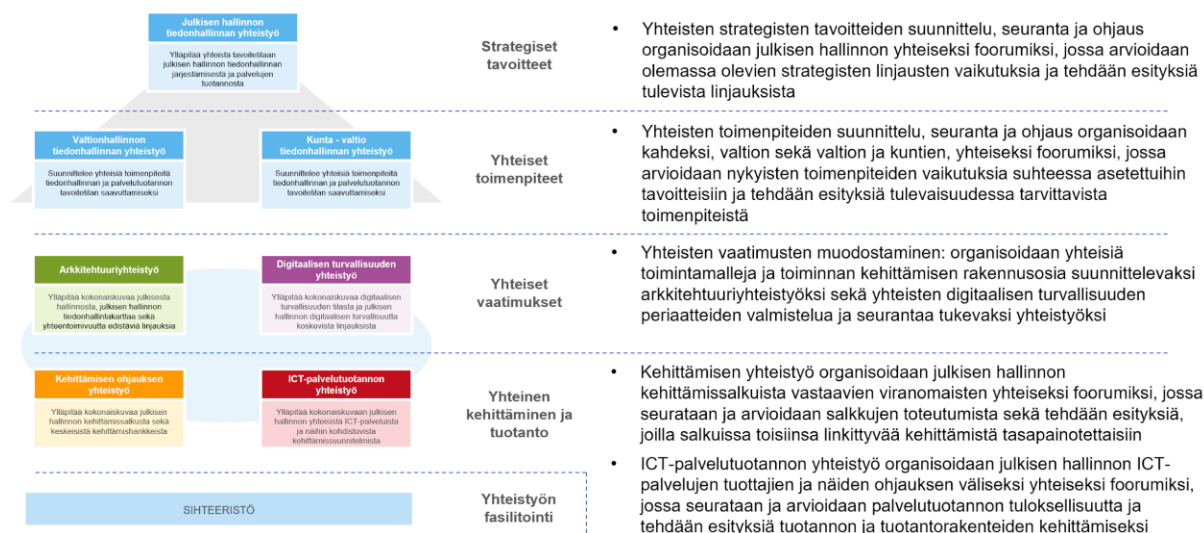 Julkisen hallinnon
tiedonhallinnan yhteistyö
Ylläpitää yhteistä tavoitetilaan
julkisen hallinnon tiedonhallinnan
järjestämisestä ja palvelujen
tuotannosta
Strategiset
tavoitteet
• Yhteisten strategisten tavoitteiden suunnittelu, seuranta ja ohjaus
organisoidaan julkisen hallinnon yhteiseksi foorumiksi, jossa arvioidaan
olemassa olevien strategisten linjausten vaikutuksia ja tehdään esityksiä
tulevista linjauksista
Valtionhallinnon
tiedonhallinnan yhteistyö
Suunnittelee yhteisiä toimenpiteitä
tiedonhallinnan ja palvelutuotannon
tavoitetilan saavuttamiseksi
Kunta - valtio
tiedonhallinnan yhteistyö
Suunnittelee yhteisiä toimenpiteitä
tiedonhallinnan ja palvelutuotannon
tavoitetilan saavuttamiseksi
Yhteiset
toimenpiteet
• Yhteisten toimenpiteiden suunnittelu, seuranta ja ohjaus organisoidaan
kahdeksi, valtion sekä valtion ja kuntien, yhteiseksi foorumiksi, jossa
arvioidaan nykyisten toimenpiteiden vaikutuksia suhteessa asetettuihin
tavoitteisiin ja tehdään esityksiä tulevaisuudessa tarvittavista
toimenpiteistä
Arkkitehtuuriyhteistyö
Ylläpitää kokonaiskuvaa julkisesta
hallinnosta, julkisen hallinnon
tiedonhallintakarttaa sekä
yhteentoimivuutta edistäviä linjauksia
Digitaalisen turvallisuuden
yhteistyö
Ylläpitää kokonaiskuvaa digitaalisen
turvallisuuden tilasta ja julkisen
hallinnon digitaalisen turvallisuutta
koskevista linjauksista
Yhteiset
vaatimukset
• Yhteisten vaatimusten muodostaminen: organisoidaan yhteisiä
toimintamalleja ja toiminnan kehittämisen rakennusosia suunnittelevaksi
arkkitehtuuriyhteistyöksi sekä yhteisten digitaalisen turvallisuuden
periaatteiden valmistelua ja seurantaa tukevaksi yhteistyöksi
Kehittämisen ohjauksen
yhteistyö
Ylläpitää kokonaiskuvaa julkisen
hallinnon kehittämissalkusta sekä
keskeisistä kehittämishankkeista
ICT-palvelutuotannon
yhteistyö
Ylläpitää kokonaiskuvaan julkisen
hallinnon yhteisistä ICT-palveluista
ja näihin kohdistuvista
kehittämissuunnitelmista
Yhteinen
kehittäminen ja
tuotanto
• Kehittämisen yhteistyö organisoidaan julkisen hallinnon
kehittämissalkuista vastaavien viranomaisten yhteiseksi foorumiksi, jossa
seurataan ja arvioidaan salkkujen toteutumista sekä tehdään esityksiä,
joilla salkuissa toisiinsa linkittyvää kehittämistä tasapainotettaisiin
• ICT-palvelutuotannon yhteistyö organisoidaan julkisen hallinnon ICT-
palvelujen tuottajien ja näiden ohjauksen väliseksi yhteiseksi foorumiksi,
jossa seurataan ja arvioidaan palvelutuotannon tuloksellisuutta ja
tehdään esityksiä tuotannon ja tuotantorakenteiden kehittämiseksi
SIHTEERISTÖ
Yhteistyön
fasilitointi